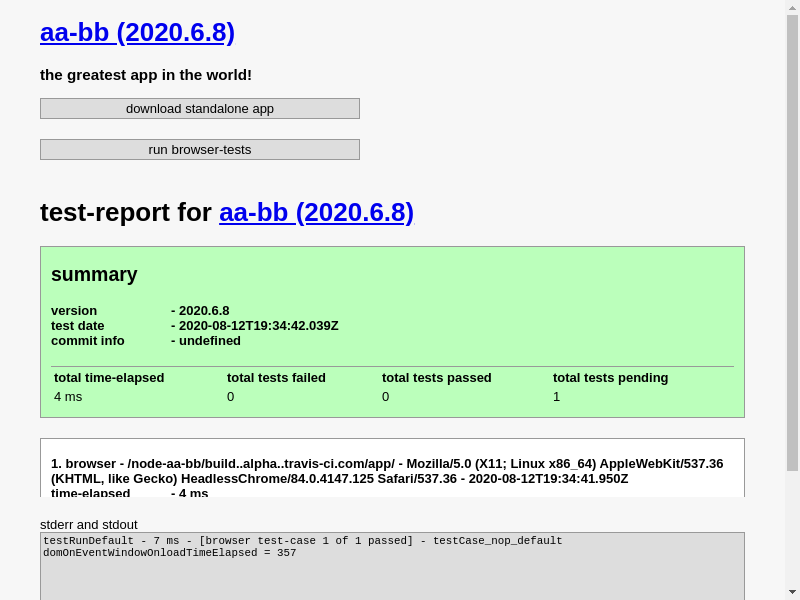 aa-bb (2020.6.8)
the greatest app in the world!
download standalone app
run browser-tests
test-report for aa-bb (2020.6.8)
summary
version - 2020.6.8
test date - 2020-08-12T19:34:42.039Z
commit info - undefined
total time-elapsed total tests failed total tests passed total tests pending
4 ms 0 0 1
1. browser - /node-aa-bb/build..alpha..travis-ci.com/app/ - Mozilla/5.0 (X11; Linux x86_64) AppleWebKit/537.36
(KHTML, like Gecko) HeadlessChrome/84.0.4147.125 Safari/537.36 - 2020-08-12T19:34:41.950Z
time-elapsed - 4 ms
stderr and stdout
testRunDefault - 7 ms - [browser test-case 1 of 1 passed] - testCase_nop_default
domOnEventWindowOnloadTimeElapsed = 357